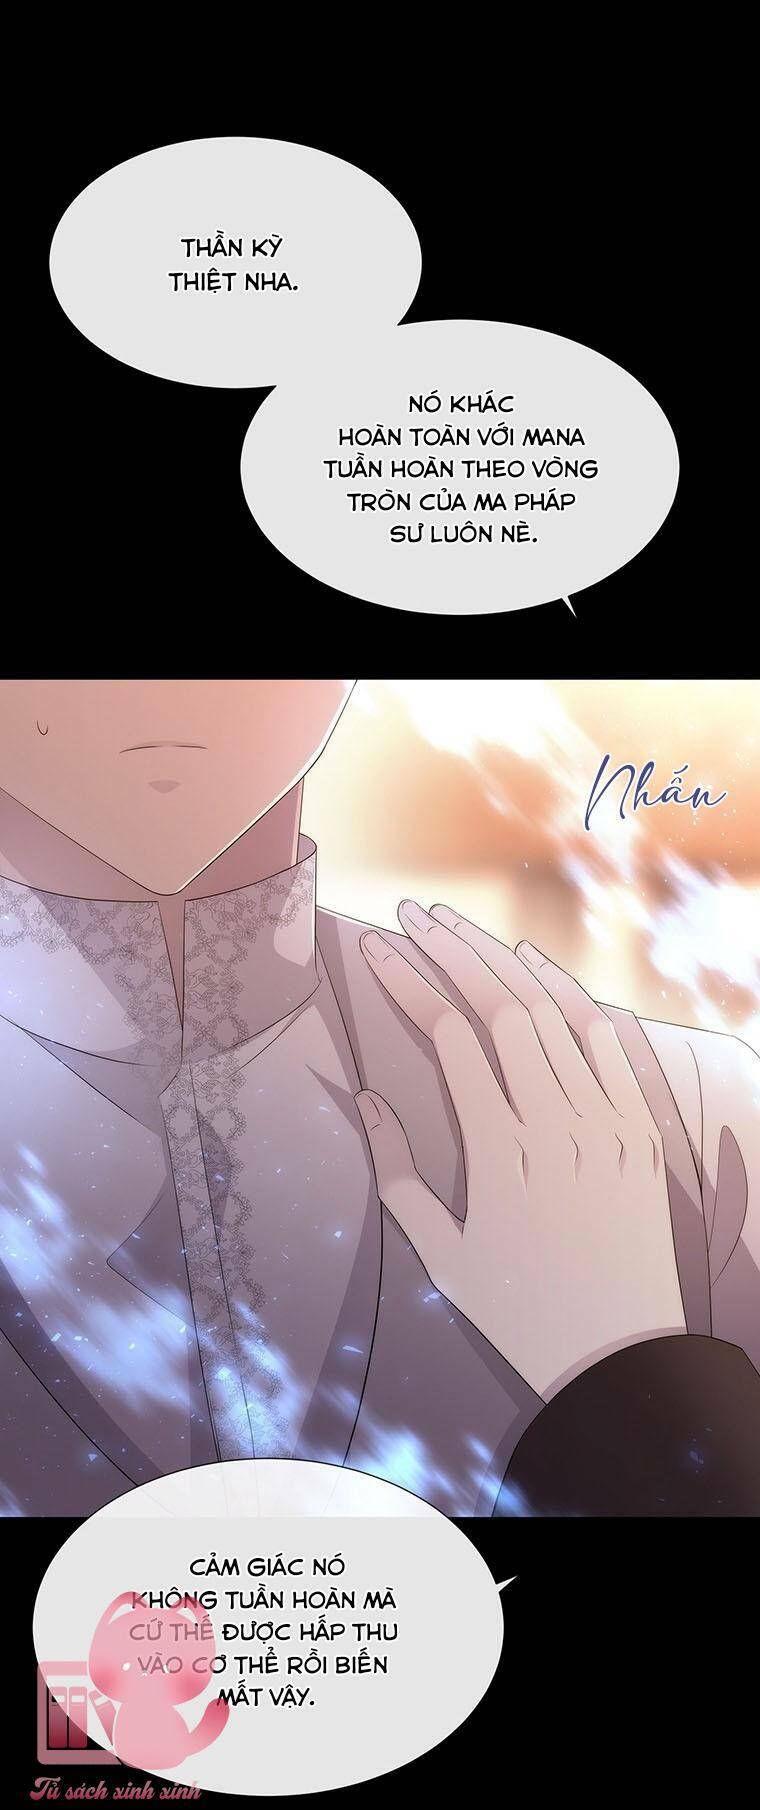 THẦN KỲ
THIỆT NHA.
NÓ KHÁC
HOÀN TOÀN VỚI MANA
TUẦN HOÀN THEO VÒNG
TRÒN CỦA MA PHÁP
SƯ LUÔN NÈ.
Nhấn
CẢM GIÁC NÓ
KHÔNG TUẦN HOÀN MÀ
CỨ THẾ ĐƯỢC HẤP THU
VÀO CƠ THỂ RỒI BIẾN
MẤT VẬY.
Tủ sách xinh xinh